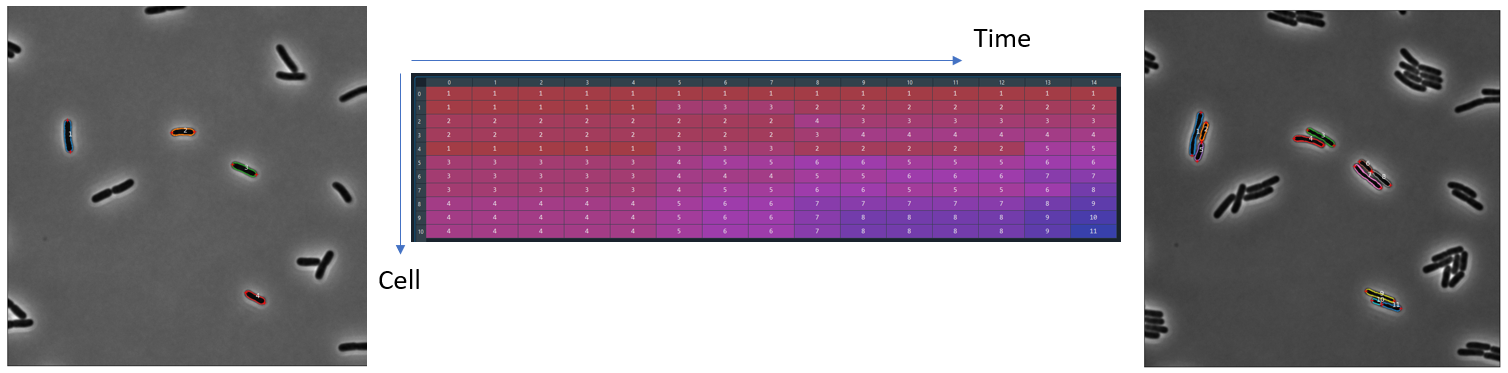 Time
0 1 2 3 4 5 6 7 8 9 10 11 12 13 14
0 1 1 1 1 1 1 1 1 1 1 1 1 1 1 1
1 1 1 1 1 1 3 3 3 2 2 2 2 2 2 2
2 2 2 2 2 2 2 2 2 4 3 3 3 3 3 3
3 2 2 2 2 2 2 2 2 3 4 4 4 4 4 4
4 1 1 1 1 1 3 3 3 2 2 2 2 2 5 5
5 3 3 3 3 3 4 5 5 6 6 5 5 5 6 6
6 3 3 3 3 3 4 4 4 5 5 6 6 6 7 7
7 3 3 3 3 3 4 5 5 6 6 5 5 5 6 8
8 4 4 4 4 4 5 6 6 7 7 7 7 7 8 9
9 4 4 4 4 4 5 6 6 7 8 8 8 8 9 10
10 4 4 4 4 4 5 6 6 7 8 8 8 8 9 11
Cell
1
2
4